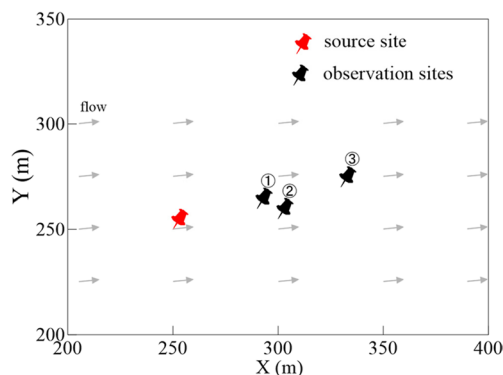 350
source site
observation sites
flow
300
③
①
②
Y (m)
250
200
200 250 300 350 400
X (m)